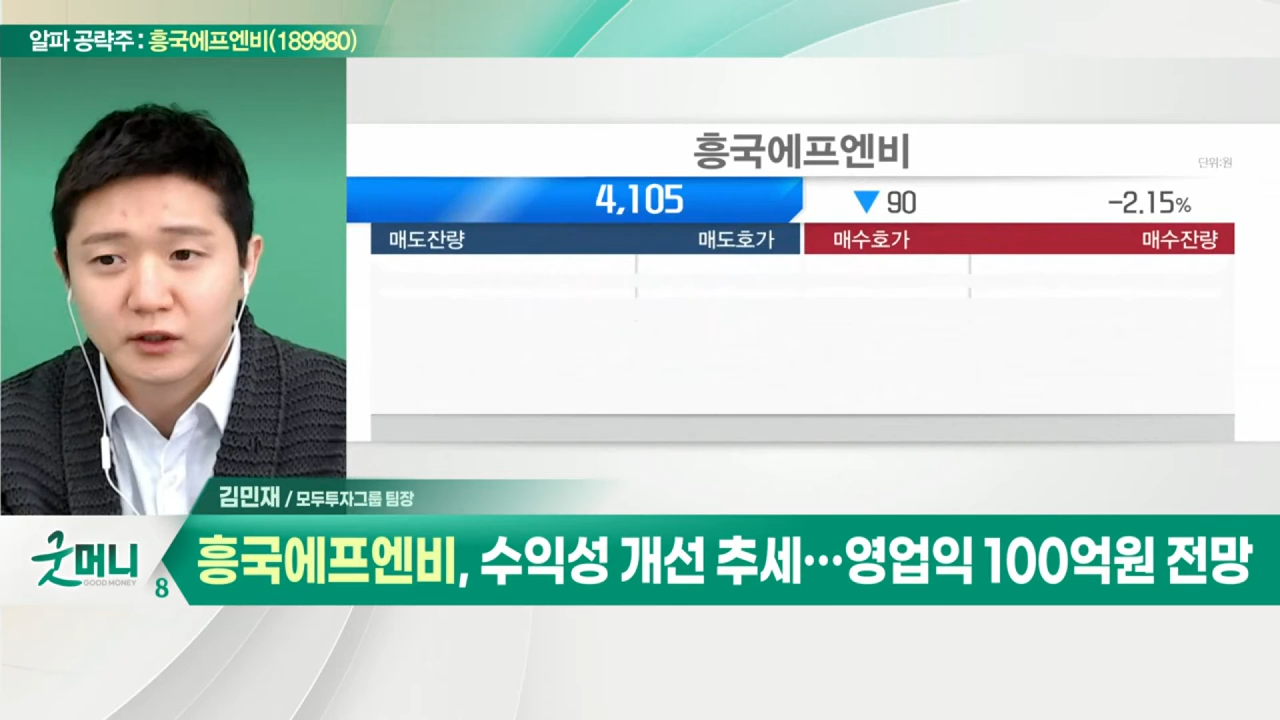 알파 공략주 : 흥국에프엔비(189980)
흥국에프엔비
단위:원
4,105 ▼ 90 -2.15%
매도잔량 매도호가 매수호가 매수잔량
김민재 / 모두투자그룹 팀장
굿머니
GOOD MONEY
8
흥국에프엔비, 수익성 개선 추세…영업익 100억원 전망